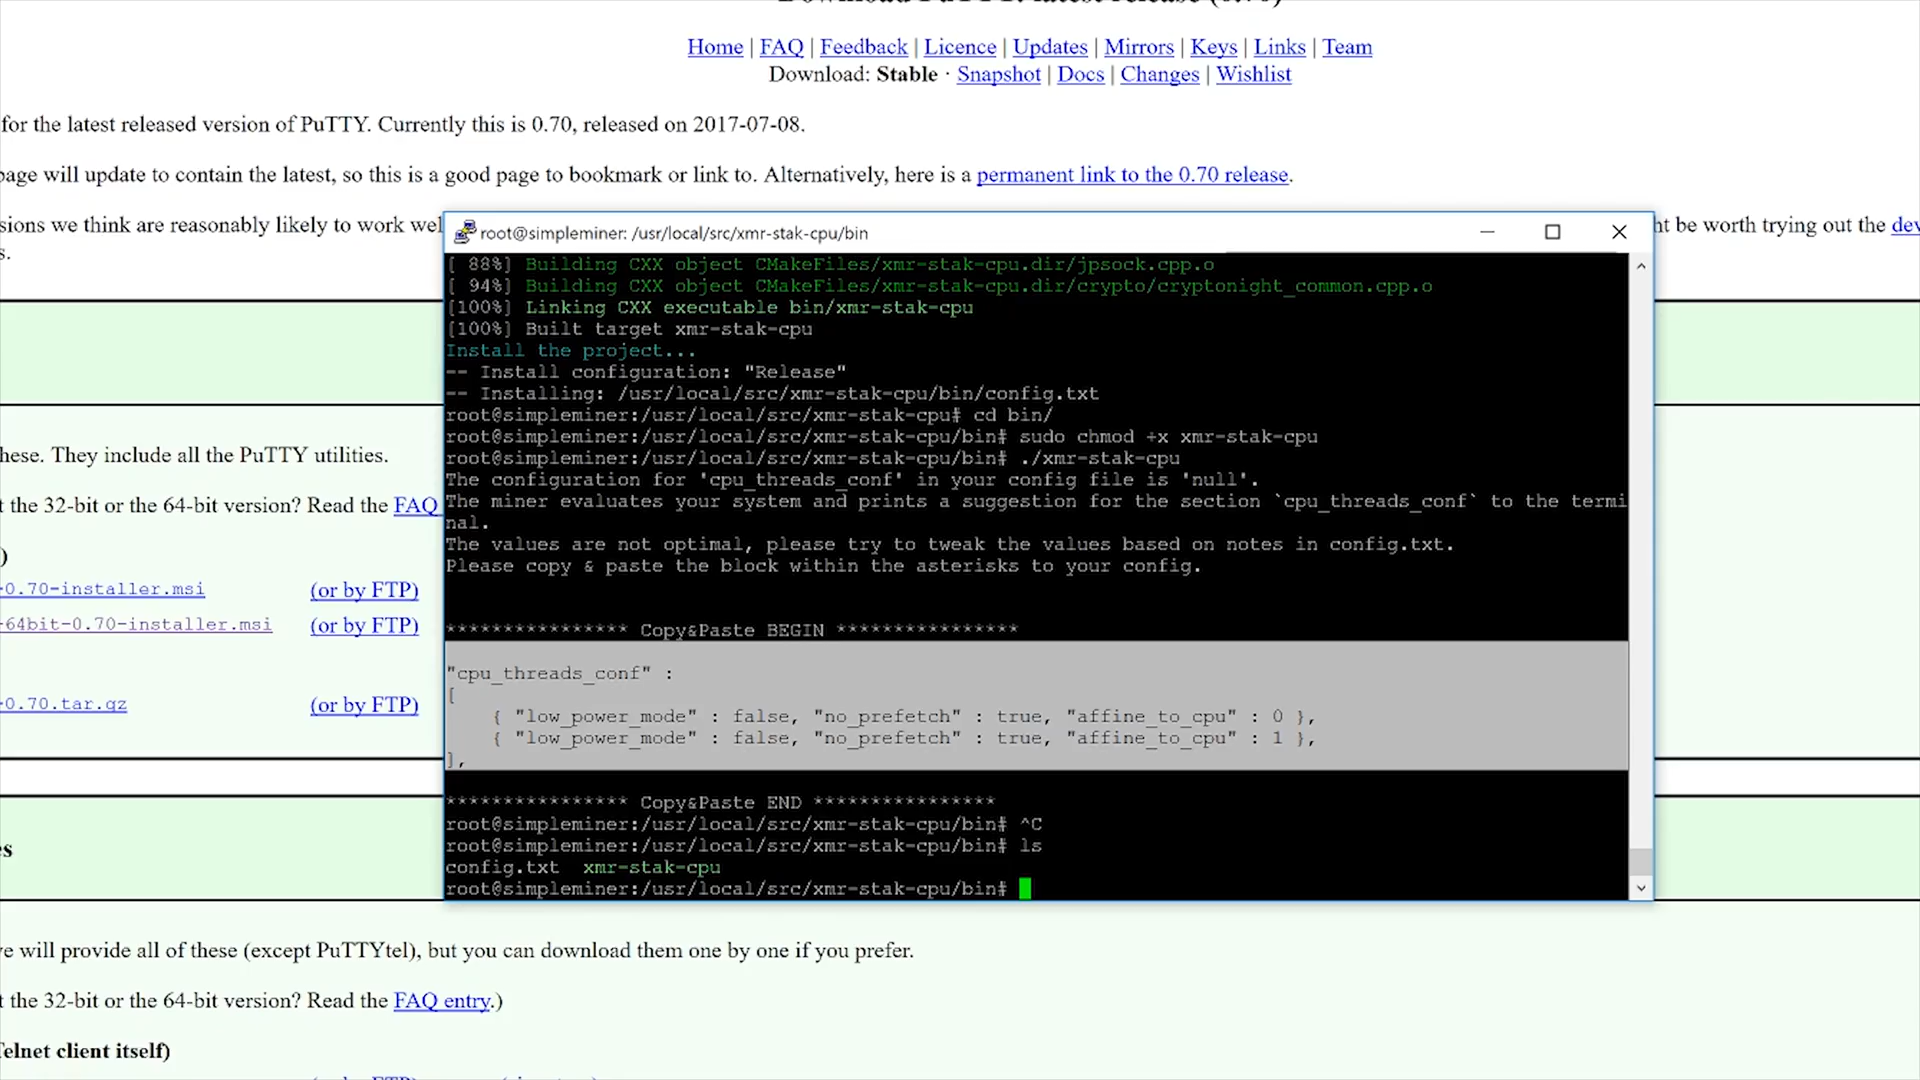 Download PuTTY: latest release (0.70)
Home | FAQ | Feedback | Licence | Updates | Mirrors | Keys | Links | Team
Download: Stable · Snapshot | Docs | Changes | Wishlist
for the latest released version of PuTTY. Currently this is 0.70, released on 2017-07-08.
page will update to contain the latest, so this is a good page to bookmark or link to. Alternatively, here is a permanent link to the 0.70 release.
sions we think are reasonably likely to work wel
ht be worth trying out the dev
s.
hese. They include all the PuTTY utilities.
t the 32-bit or the 64-bit version? Read the FAQ
)
-0.70-installer.msi (or by FTP)
-64bit-0.70-installer.msi (or by FTP)
-0.70.tar.gz (or by FTP)
es
root@simpleminer: /usr/local/src/xmr-stak-cpu/bin
[ 88%] Building CXX object CMakeFiles/xmr-stak-cpu.dir/jpsock.cpp.o
[ 94%] Building CXX object CMakeFiles/xmr-stak-cpu.dir/crypto/cryptonight_common.cpp.o
[100%] Linking CXX executable bin/xmr-stak-cpu
[100%] Built target xmr-stak-cpu
Install the project...
-- Install configuration: "Release"
-- Installing: /usr/local/src/xmr-stak-cpu/bin/config.txt
root@simpleminer:/usr/local/src/xmr-stak-cpu# cd bin/
root@simpleminer:/usr/local/src/xmr-stak-cpu/bin# sudo chmod +x xmr-stak-cpu
root@simpleminer:/usr/local/src/xmr-stak-cpu/bin# ./xmr-stak-cpu
The configuration for 'cpu_threads_conf' in your config file is 'null'.
The miner evaluates your system and prints a suggestion for the section `cpu_threads_conf` to the termi
nal.
The values are not optimal, please try to tweak the values based on notes in config.txt.
Please copy & paste the block within the asterisks to your config.
**************** Copy&Paste BEGIN ****************
"cpu_threads_conf" :
[
{ "low_power_mode" : false, "no_prefetch" : true, "affine_to_cpu" : 0 },
{ "low_power_mode" : false, "no_prefetch" : true, "affine_to_cpu" : 1 },
],
**************** Copy&Paste END ****************
root@simpleminer:/usr/local/src/xmr-stak-cpu/bin# ^C
root@simpleminer:/usr/local/src/xmr-stak-cpu/bin# ls
config.txt xmr-stak-cpu
root@simpleminer:/usr/local/src/xmr-stak-cpu/bin#
e will provide all of these (except PuTTYtel), but you can download them one by one if you prefer.
t the 32-bit or the 64-bit version? Read the FAQ entry.)
Telnet client itself)